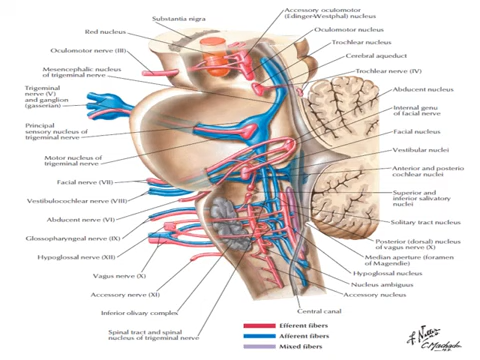 Substantia nigra
Red nucleus
Oculomotor nerve (III)
Mesencephalic nucleus
of trigeminal nerve
Trigeminal
nerve (V)
and ganglion
(gasserian)
Principal
sensory nucleus of
trigeminal nerve
Motor nucleus of
trigeminal nerve
Facial nerve (VII)
Vestibulocochlear nerve (VIII)
Abducent nerve (VI)
Glossopharyngeal nerve (IX)
Hypoglossal nerve (XII)
Vagus nerve (X)
Accessory nerve (XI)
Inferior olivary complex
Spinal tract and spinal
nucleus of trigeminal nerve
Accessory oculomotor
(Edinger-Westphal) nucleus
Oculomotor nucleus
Trochlear nucleus
Cerebral aqueduct
Trochlear nerve (IV)
Abducent nucleus
Internal genu
of facial nerve
Facial nucleus
Vestibular nuclei
Anterior and posterio
cochlear nuclei
Superior and
inferior salivatory
nuclei
Solitary tract nucleus
Posterior (dorsal) nucleus
of vagus nerve (X)
Median aperture (foramen
of Magendie)
Hypoglossal nucleus
Nucleus ambiguus
Accessory nucleus
Central canal
Efferent fibers
Afferent fibers
Mixed fibers